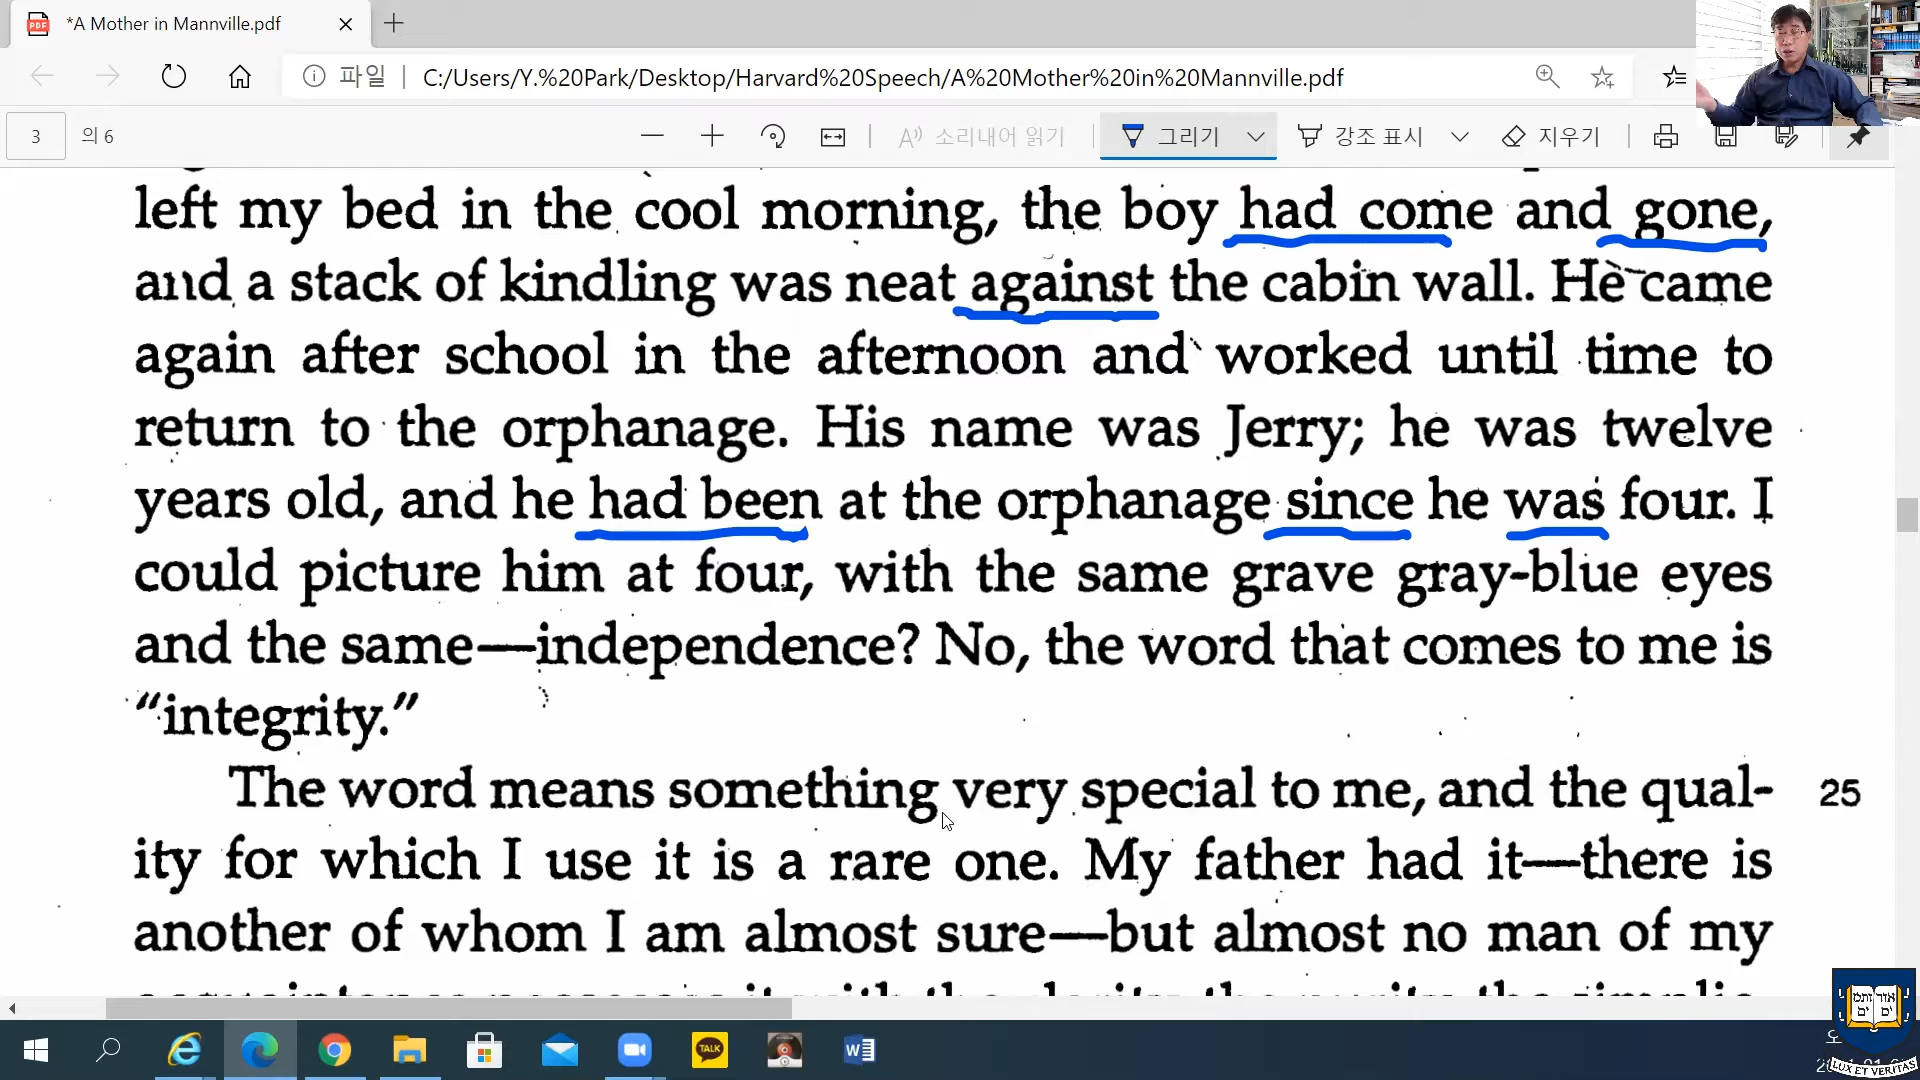 *A Mother in Mannville.pdf
파일
C:/Users/Y.%20Park/Desktop/Harvard%20Speech/A%20Mother%20in%20Mannville.pdf
3 의 6
소리내어 읽기
그리기
강조 표시
지우기
left my bed in the cool morning, the boy had come and gone,
and a stack of kindling was neat against the cabin wall. He came
again after school in the afternoon and worked until time to
return to the orphanage. His name was Jerry; he was twelve
years old, and he had been at the orphanage since he was four. I
could picture him at four, with the same grave gray-blue eyes
and the same—independence? No, the word that comes to me is
“integrity.”
The word means something very special to me, and the qual- 25
ity for which I use it is a rare one. My father had it—there is
another of whom I am almost sure—but almost no man of my
TALK
LUX ET VERITAS